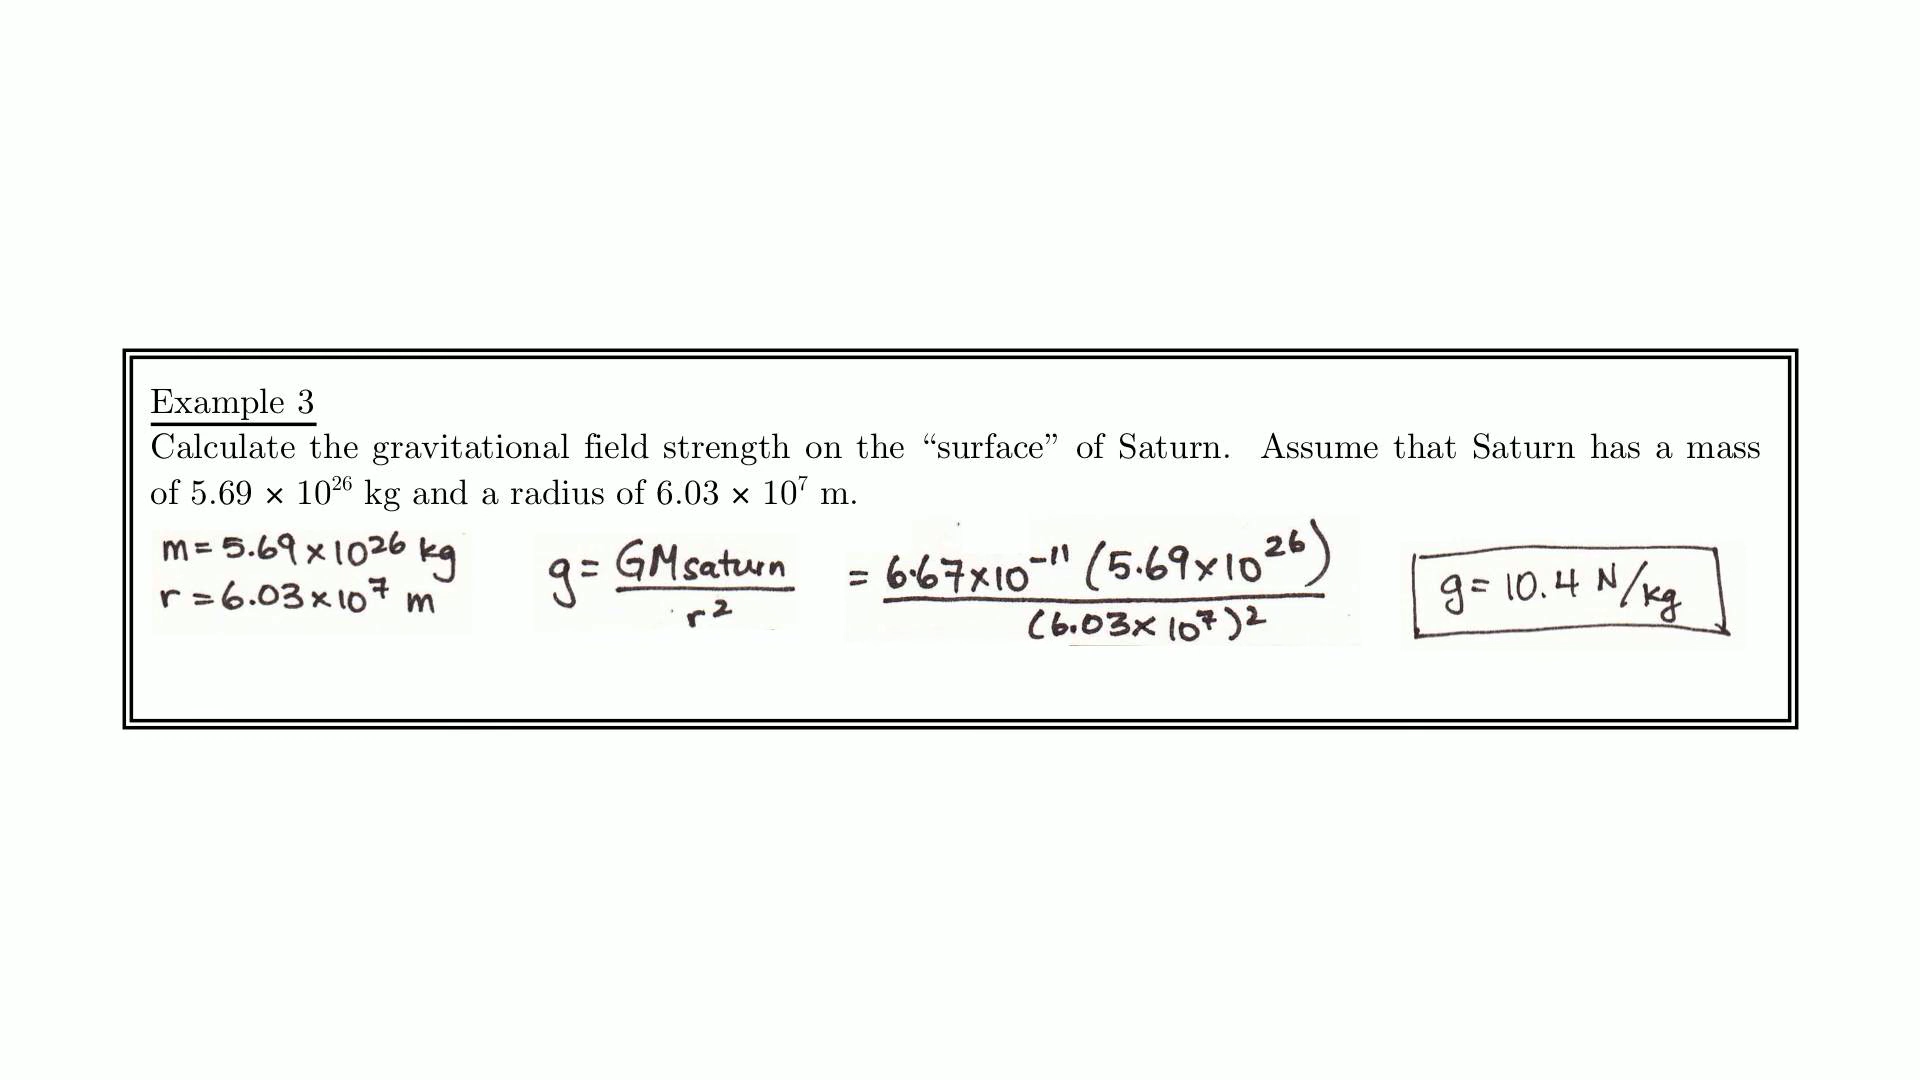 Example 3
Calculate the gravitational field strength on the “surface” of Saturn. Assume that Saturn has a mass
of 5.69 × 10²⁶ kg and a radius of 6.03 × 10⁷ m.
m = 5.69 × 10²⁶ kg
r = 6.03 × 10⁷ m
g = GMsaturn / r²
= 6.67 × 10⁻¹¹ (5.69 × 10²⁶) / (6.03 × 10⁷)²
g = 10.4 N/kg